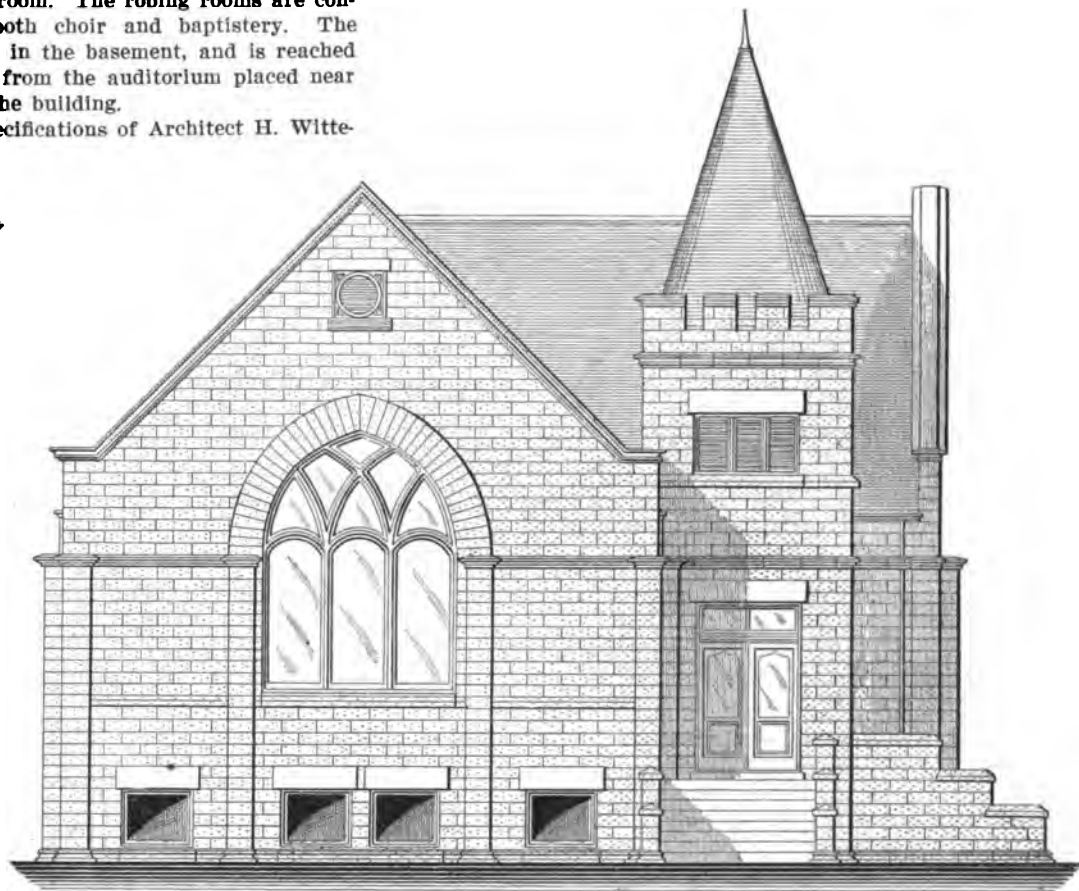 room. The robing rooms are con-
both choir and baptistery. The
in the basement, and is reached
from the auditorium placed near
he building.
ecifications of Architect H. Witte-